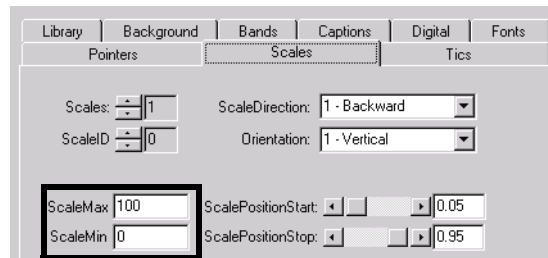 Library Background Bands Captions Digital Fonts
Pointers Scales Tics
Scales: 1 ScaleDirection: 1 - Backward
ScaleID 0 Orientation: 1 - Vertical
ScaleMax 100 ScalePositionStart: 0.05
ScaleMin 0 ScalePositionStop: 0.95